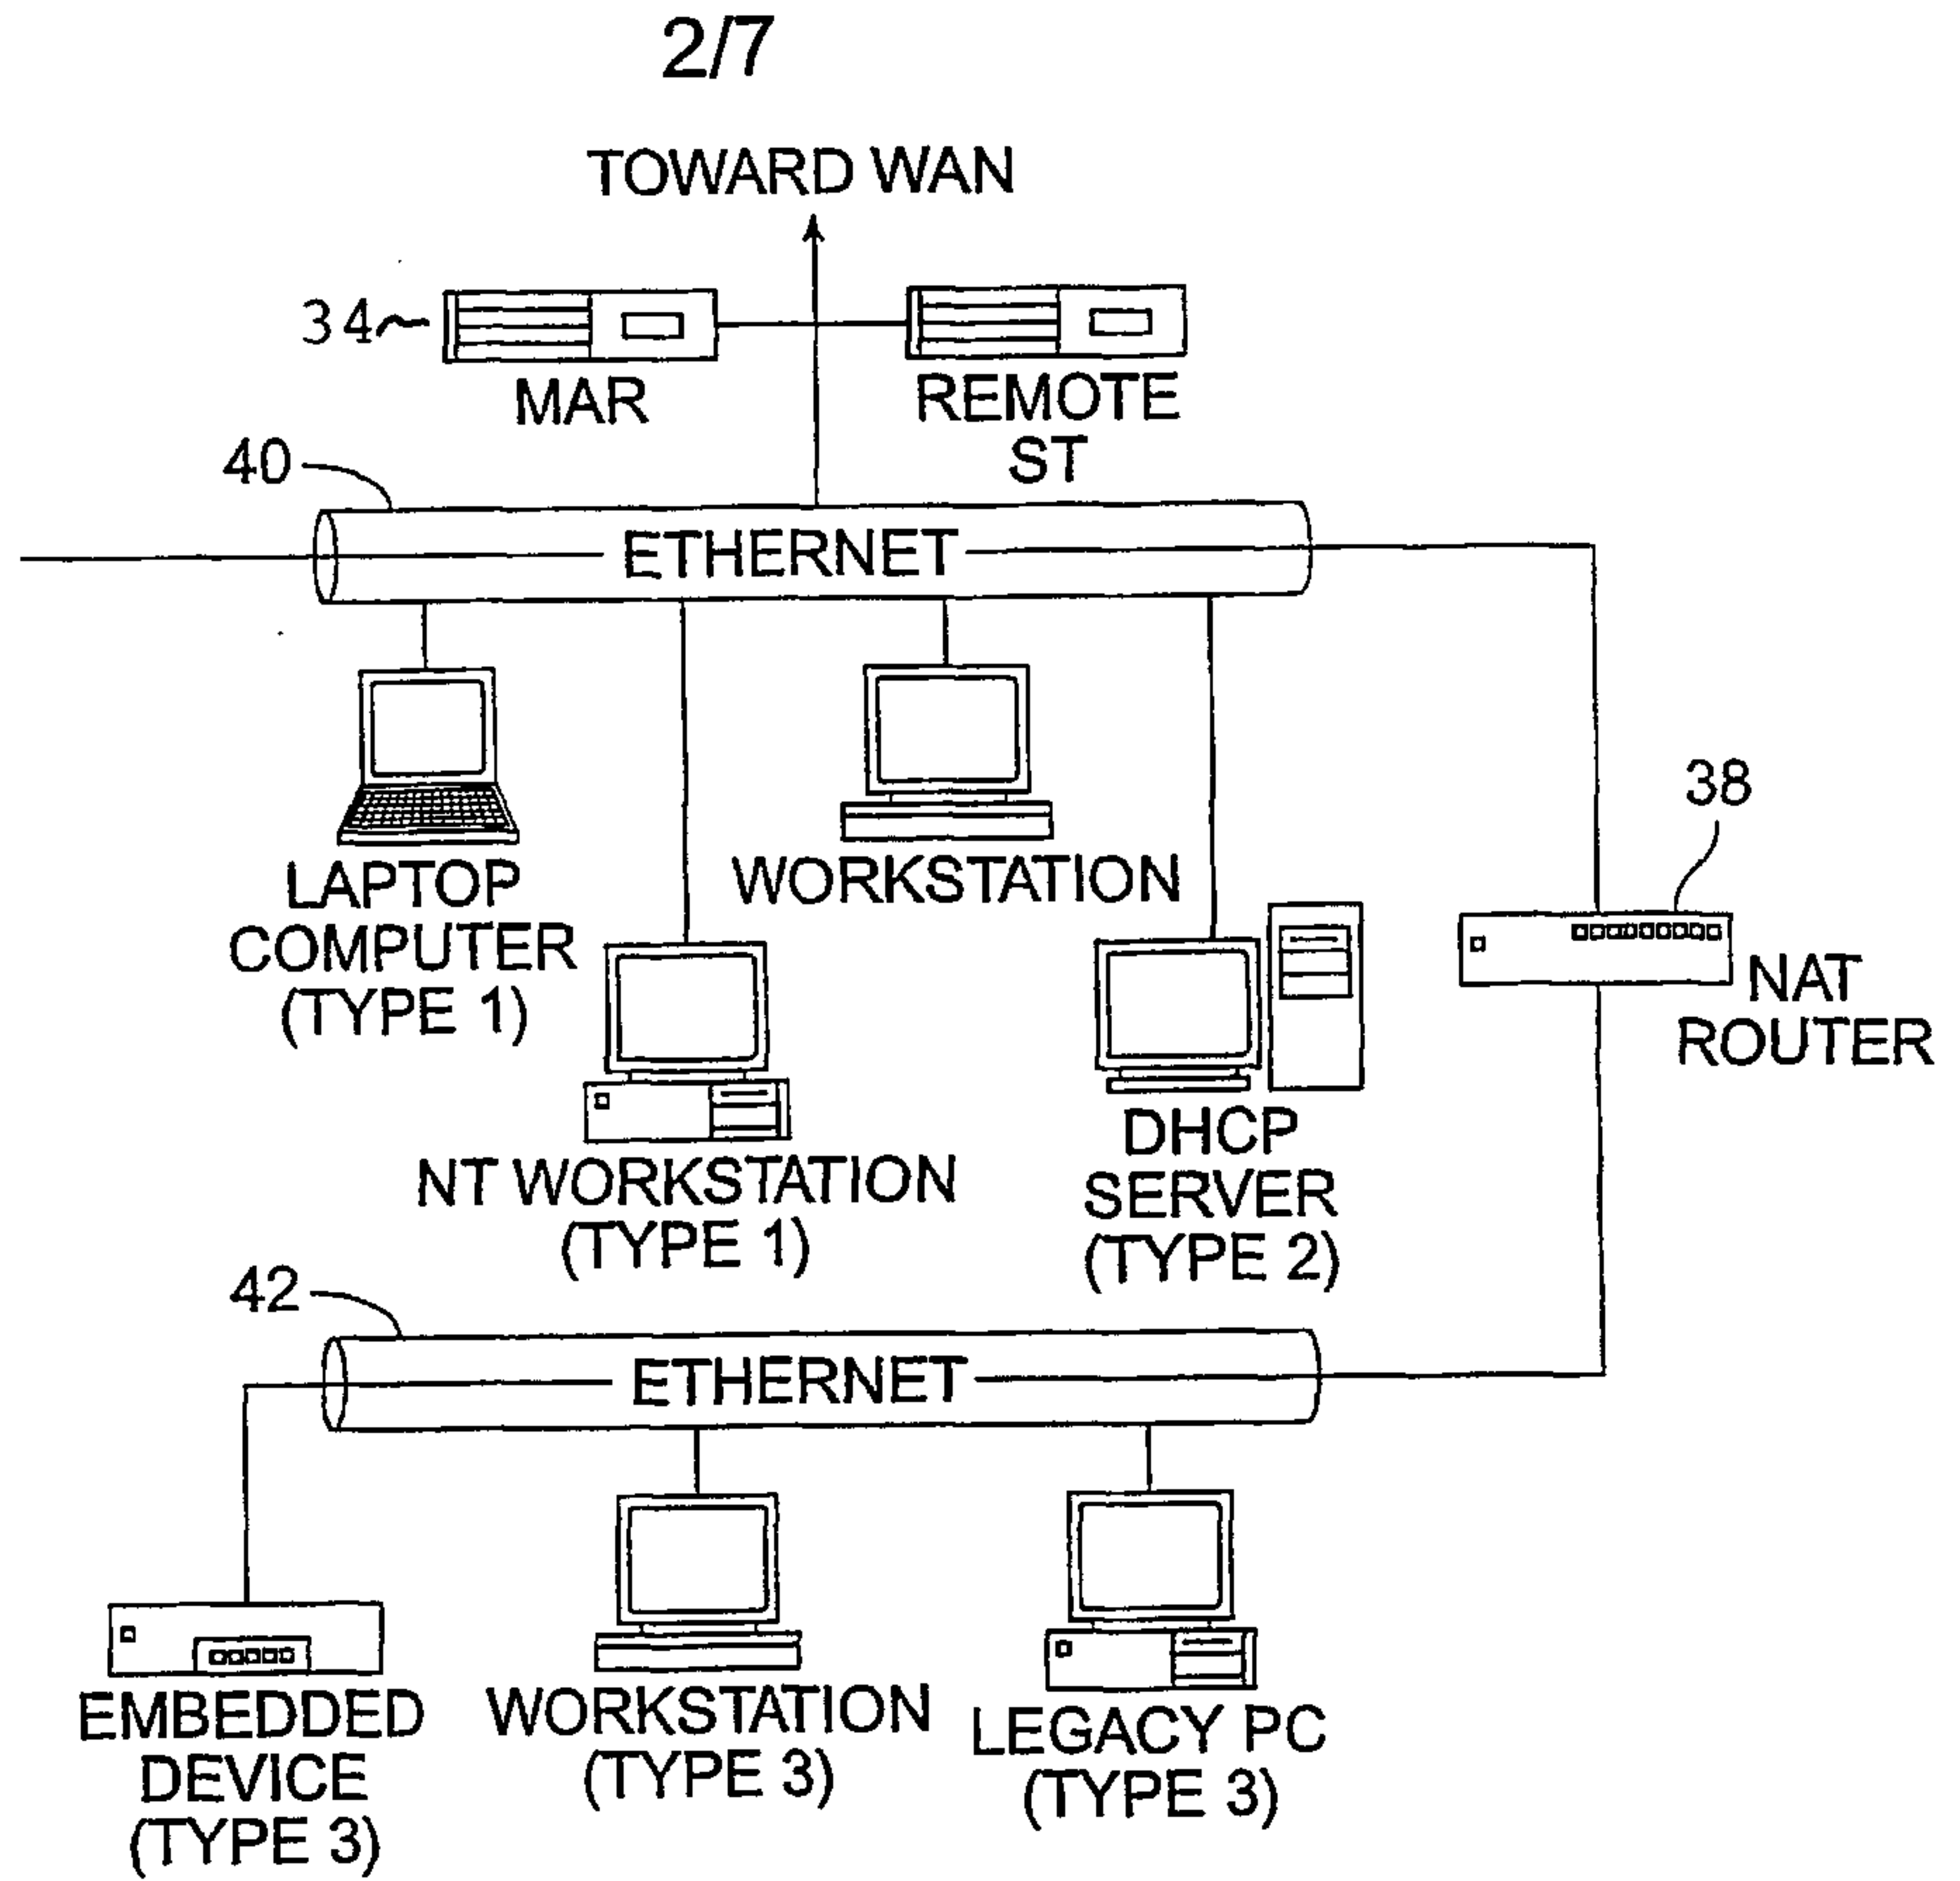 2/7
TOWARD WAN
34
MAR
REMOTE
ST
40
ETHERNET
38
LAPTOP
COMPUTER
(TYPE 1)
WORKSTATION
NAT
ROUTER
NT WORKSTATION
(TYPE 1)
DHCP
SERVER
(TYPE 2)
42
ETHERNET
EMBEDDED
DEVICE
(TYPE 3)
WORKSTATION
(TYPE 3)
LEGACY PC
(TYPE 3)